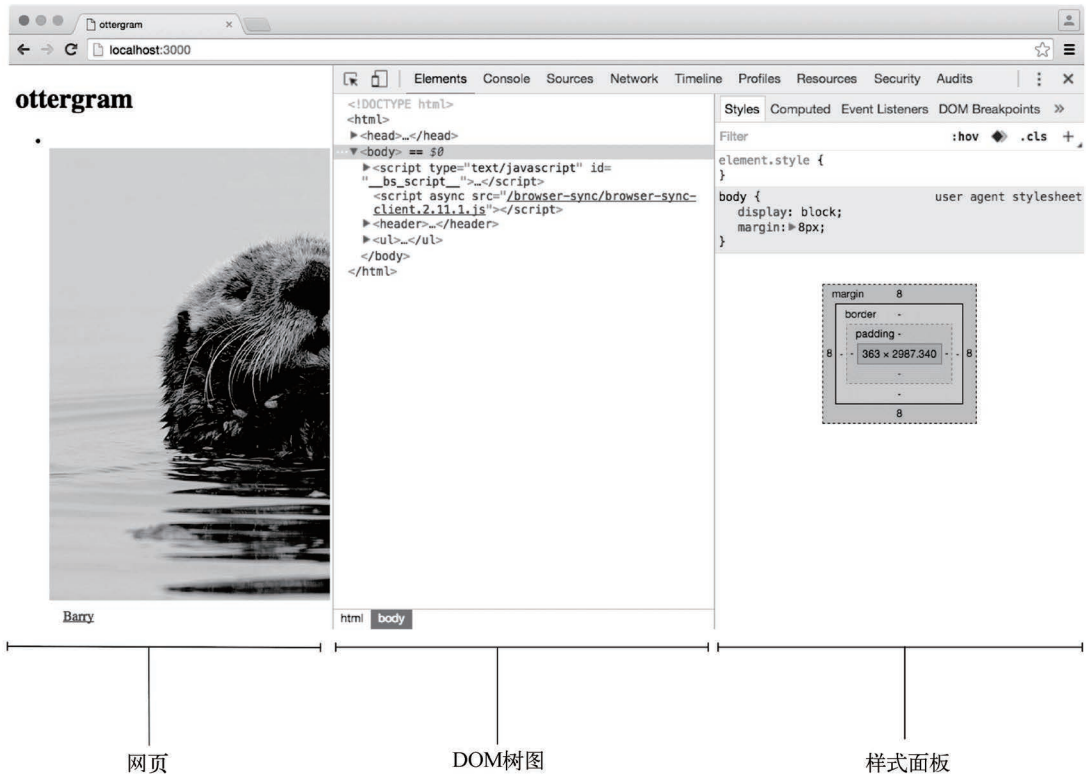 ottergram
localhost:3000
ottergram
Barry
Elements Console Sources Network Timeline Profiles Resources Security Audits
<!DOCTYPE html>
<html>
<head>…</head>
<body> == $0
<script type="text/javascript" id=
"__bs_script__">…</script>
<script async src="/browser-sync/browser-sync-
client.2.11.1.js"></script>
<header>…</header>
<ul>…</ul>
</body>
</html>
html body
Styles Computed Event Listeners DOM Breakpoints »
Filter :hov .cls +
element.style {
}
body { user agent stylesheet
display: block;
margin: 8px;
}
margin 8
border -
padding -
8 - - 363 × 2987.340 - - 8
-
-
8
网页 DOM树图 样式面板